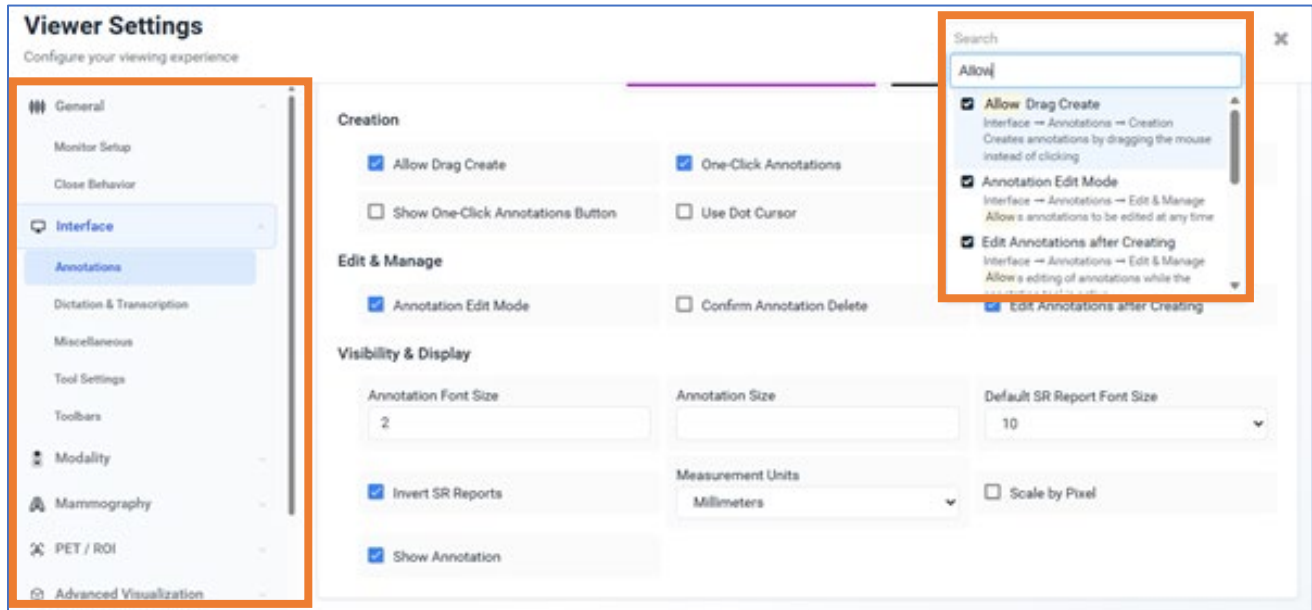 Viewer Settings
Configure your viewing experience
Search
Allow
Allow Drag Create
Interface → Annotations → Creation
Creates annotations by dragging the mouse
instead of clicking
Annotation Edit Mode
Interface → Annotations → Edit & Manage
Allows annotations to be edited at any time
Edit Annotations after Creating
Interface → Annotations → Edit & Manage
Allows editing of annotations while the
General
Monitor Setup
Close Behavior
Interface
Annotations
Dictation & Transcription
Miscellaneous
Tool Settings
Toolbars
Modality
Mammography
PET / ROI
Advanced Visualization
Creation
Allow Drag Create
One-Click Annotations
Show One-Click Annotations Button
Use Dot Cursor
Edit & Manage
Annotation Edit Mode
Confirm Annotation Delete
Edit Annotations after Creating
Visibility & Display
Annotation Font Size
2
Annotation Size
Default SR Report Font Size
10
Invert SR Reports
Measurement Units
Millimeters
Scale by Pixel
Show Annotation